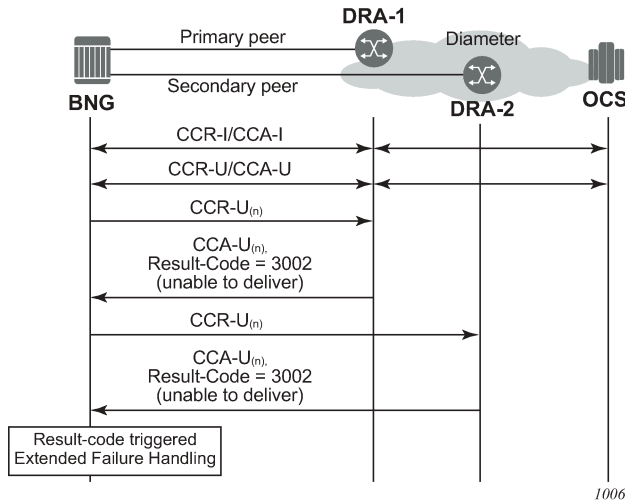 DRA-1
Primary peer
Diameter
Secondary peer
BNG
DRA-2
OCS
CCR-I/CCA-I
CCR-U/CCA-U
CCR-U(n)
CCA-U(n),
Result-Code = 3002
(unable to deliver)
CCR-U(n)
CCA-U(n),
Result-Code = 3002
(unable to deliver)
Result-code triggered
Extended Failure Handling
1006